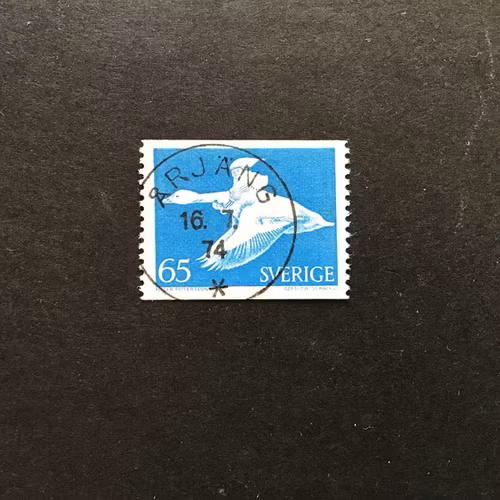 ÅRJÄNG
16. 7.
74
*
65 SVERIGE